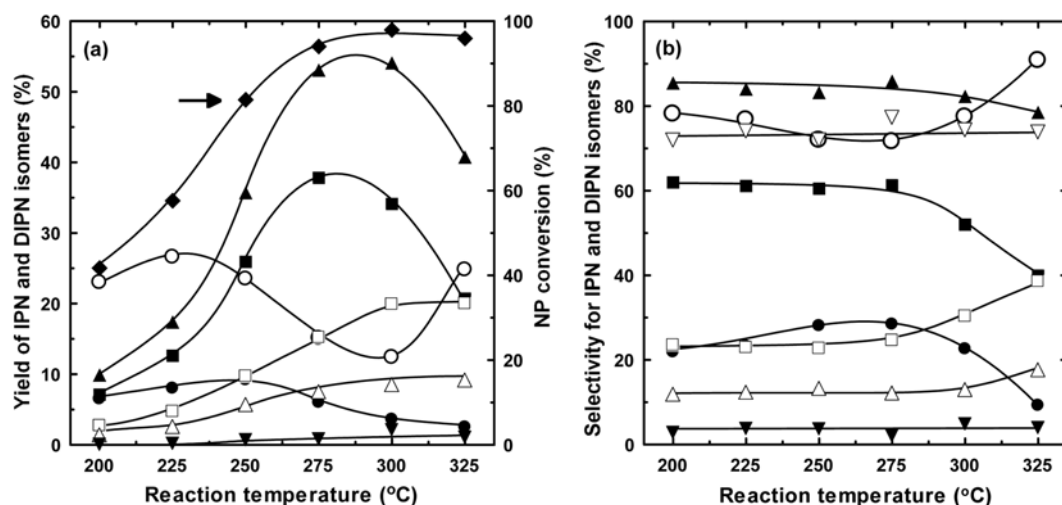 (a)
Yield of IPN and DIPN isomers (%)
60
50
40
30
20
10
0
200 225 250 275 300 325
Reaction temperature (°C)
100
80
60
40
20
0
NP conversion (%)
(b)
Selectivity for IPN and DIPN isomers (%)
100
80
60
40
20
0
200 225 250 275 300 325
Reaction temperature (°C)